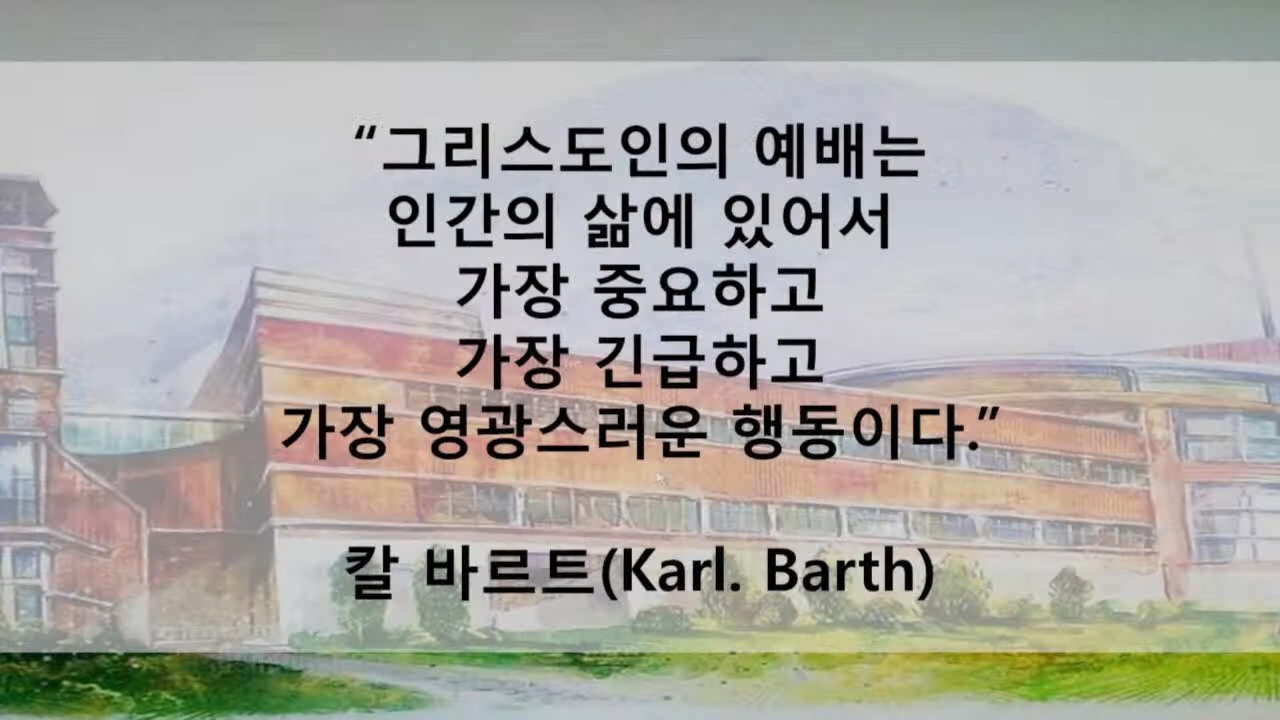 “그리스도인의 예배는
인간의 삶에 있어서
가장 중요하고
가장 긴급하고
가장 영광스러운 행동이다.”
칼 바르트(Karl. Barth)